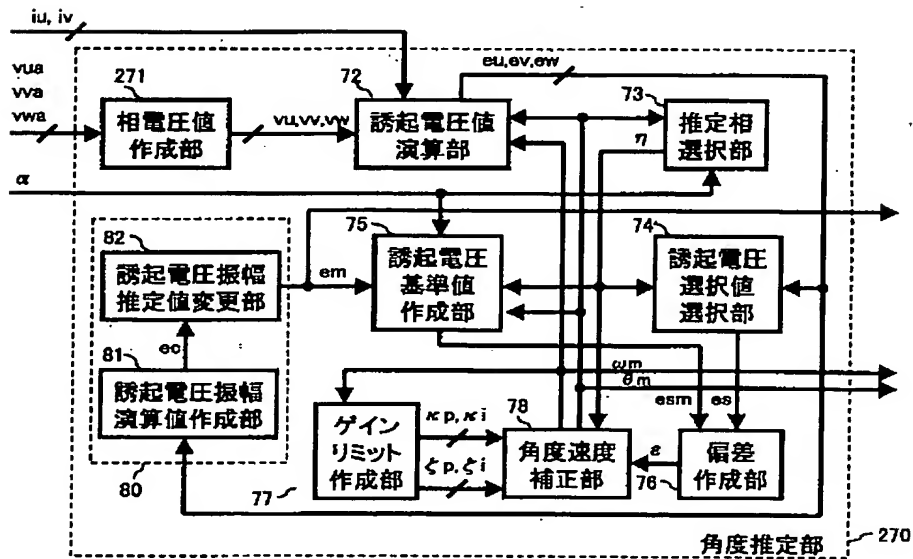 iu, iv
vua
vva
vwa
271
相電圧値
作成部
vu,vv,vw
72
誘起電圧値
演算部
eu,ev,ew
73
推定相
選択部
η
α
82
誘起電圧振幅
推定値変更部
em
75
誘起電圧
基準値
作成部
74
誘起電圧
選択値
選択部
ec
81
誘起電圧振幅
演算値作成部
80
ωm
θm
esm
es
ゲイン
リミット
作成部
77
κp,κi
ζp,ζi
78
角度速度
補正部
ε
76
偏差
作成部
角度推定部
270